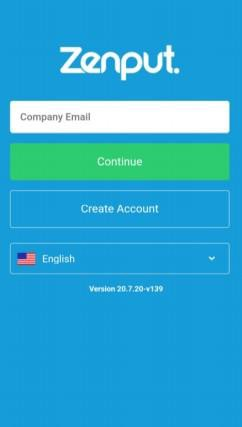 Zenput.
Company Email
Continue
Create Account
English
Version 20.7.20-v139